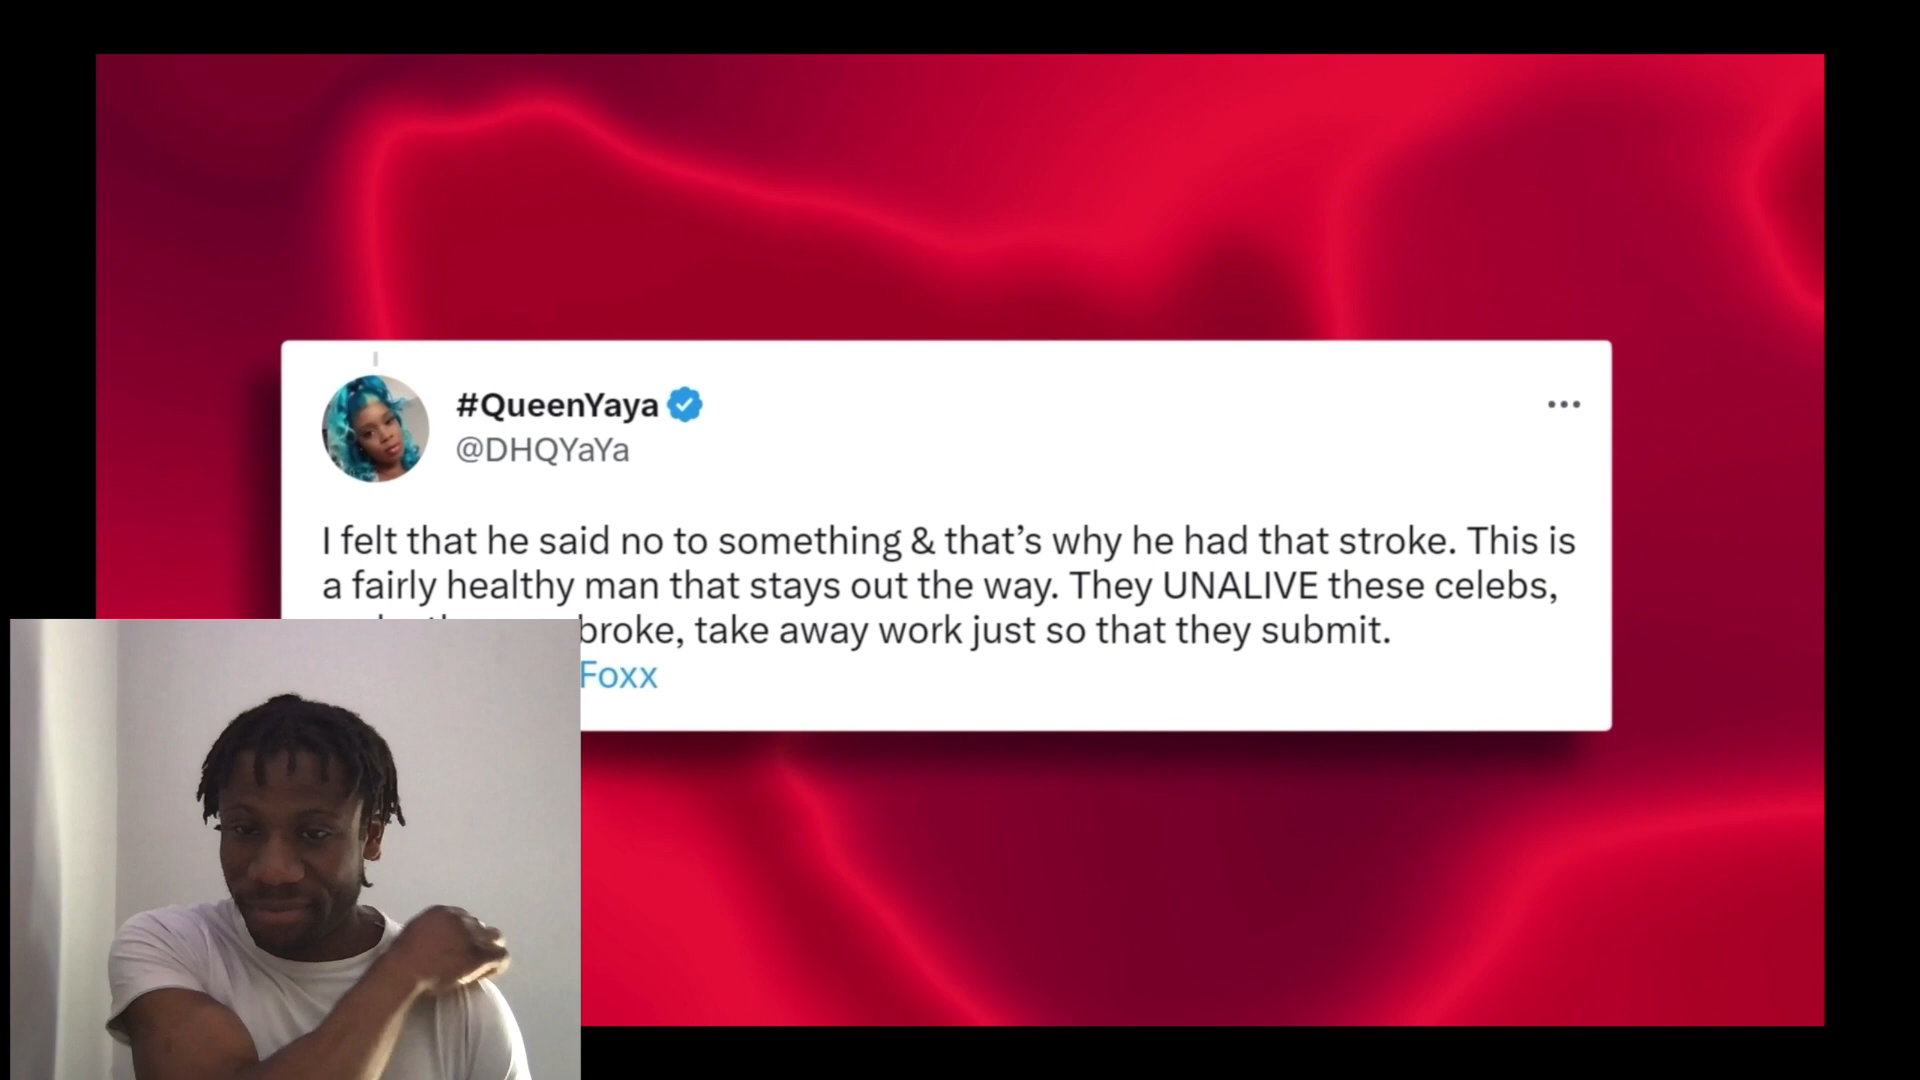 #QueenYaya
@DHQYaYa
I felt that he said no to something & that’s why he had that stroke. This is
a fairly healthy man that stays out the way. They UNALIVE these celebs,
broke, take away work just so that they submit.
Foxx